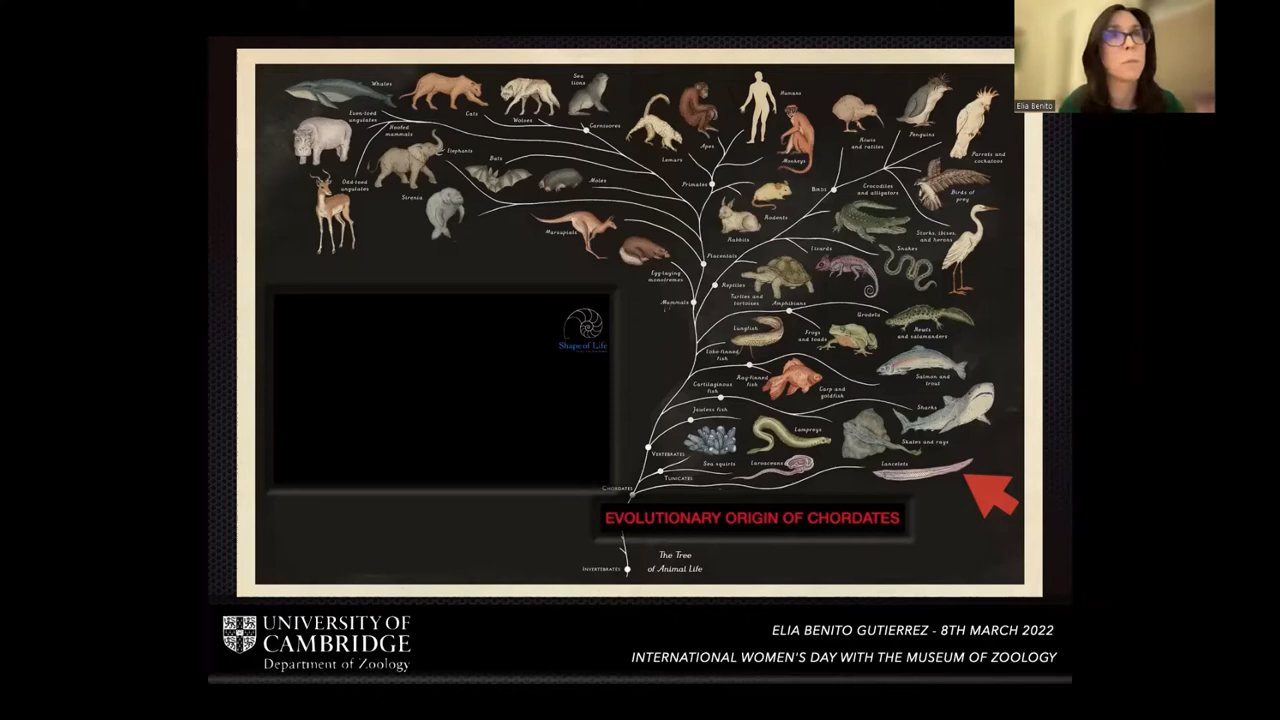 Elia Benito
Whales
Cats
Wolves
Sea
lions
Carnivores
Even-toed
ungulates
Hoofed
mammals
Elephants
Bats
Moles
Odd-toed
ungulates
Sirenia
Marsupials
Egg-laying
monotremes
Mammals
Placentals
Lemurs
Apes
Humans
Monkeys
Primates
Rodents
Rabbits
Kiwis
and ratites
Penguins
Parrots and
cockatoos
Birds
Crocodiles
and alligators
Birds of
prey
Storks, ibises,
and herons
Lizards
Snakes
Reptiles
Turtles and
tortoises
Amphibians
Urodela
Newts
and salamanders
Frogs
and toads
Lungfish
Lobe-finned
fish
Ray-finned
fish
Carp and
goldfish
Salmon and
trout
Cartilaginous
fish
Sharks
Skates and rays
Jawless fish
Lampreys
Vertebrates
Sea squirts
Larvaceans
Lancelets
Tunicates
Chordates
Shape of Life
EVOLUTIONARY ORIGIN OF CHORDATES
The Tree
of Animal Life
Invertebrates
UNIVERSITY OF
CAMBRIDGE
Department of Zoology
ELIA BENITO GUTIERREZ - 8TH MARCH 2022
INTERNATIONAL WOMEN'S DAY WITH THE MUSEUM OF ZOOLOGY